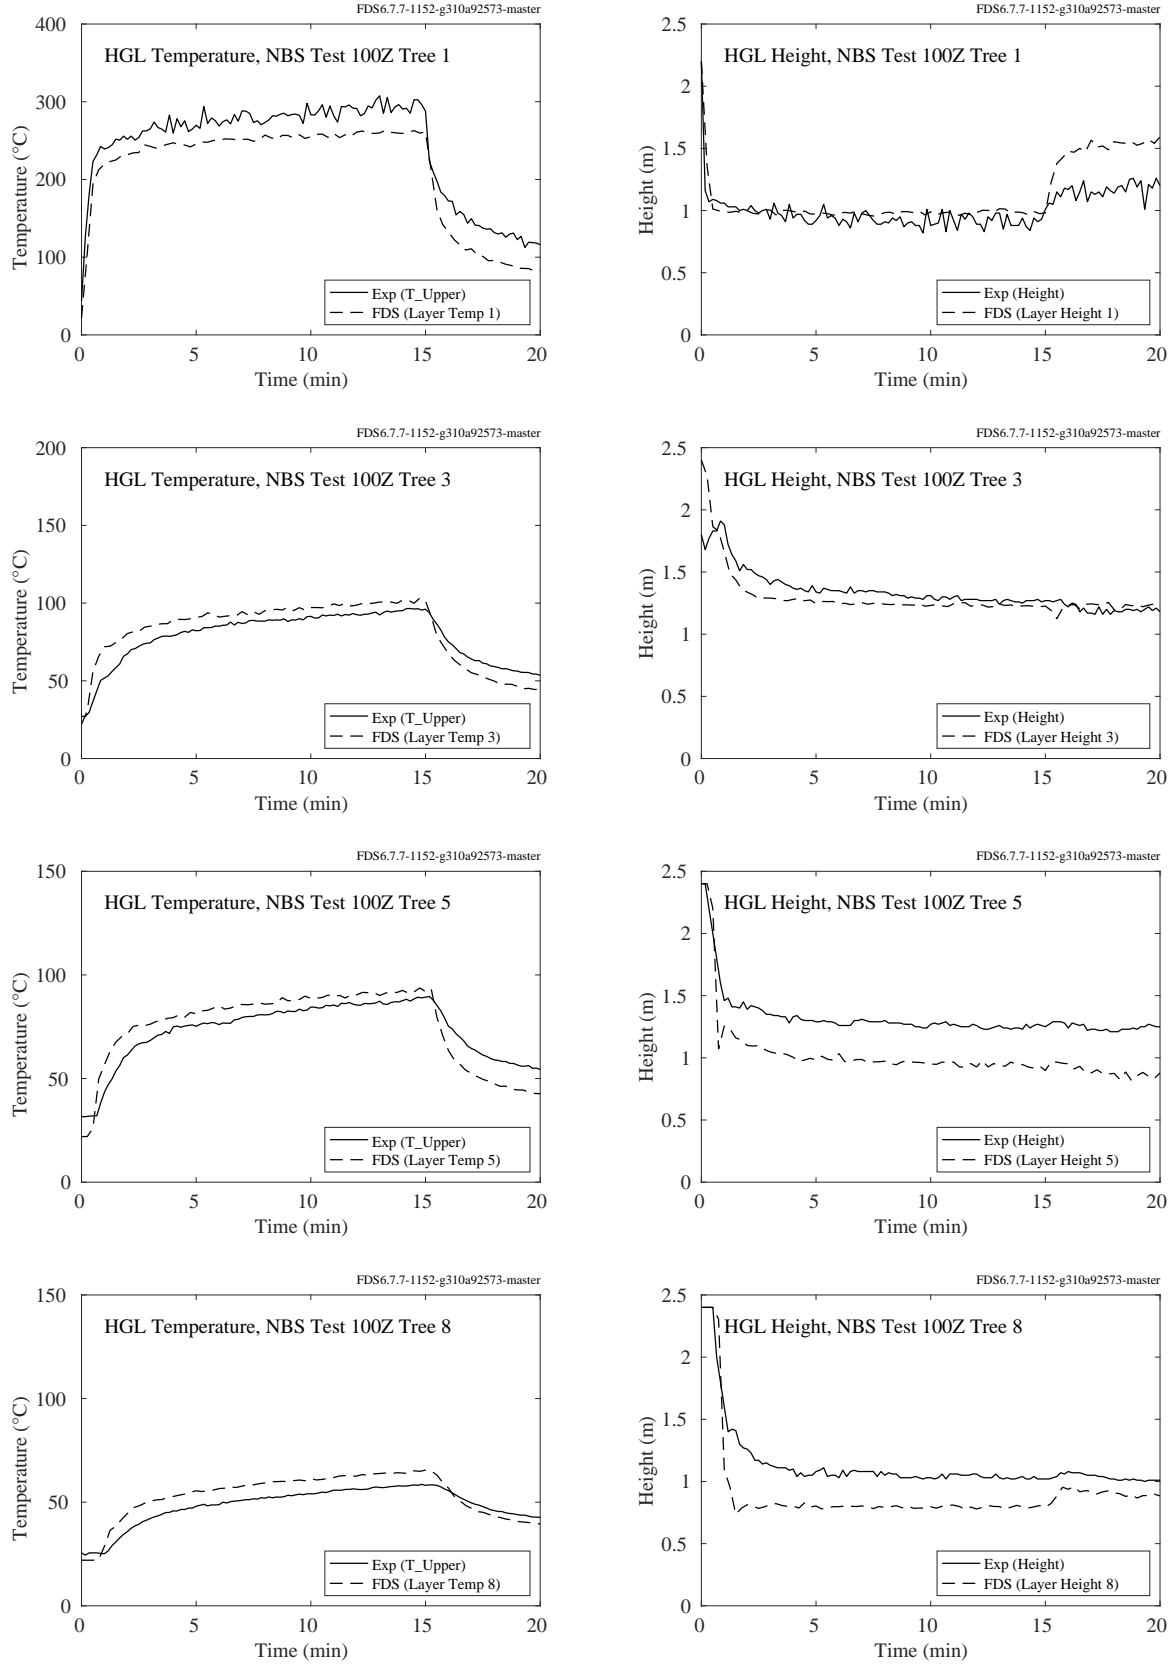 FDS6.7.7-1152-g310a92573-master
HGL Temperature, NBS Test 100Z Tree 1
400
300
200
100
0
Temperature (°C)
Exp (T_Upper)
FDS (Layer Temp 1)
0 5 10 15 20
Time (min)
FDS6.7.7-1152-g310a92573-master
HGL Height, NBS Test 100Z Tree 1
2.5
2
1.5
1
0.5
0
Height (m)
Exp (Height)
FDS (Layer Height 1)
0 5 10 15 20
Time (min)
FDS6.7.7-1152-g310a92573-master
HGL Temperature, NBS Test 100Z Tree 3
200
150
100
50
0
Temperature (°C)
Exp (T_Upper)
FDS (Layer Temp 3)
0 5 10 15 20
Time (min)
FDS6.7.7-1152-g310a92573-master
HGL Height, NBS Test 100Z Tree 3
2.5
2
1.5
1
0.5
0
Height (m)
Exp (Height)
FDS (Layer Height 3)
0 5 10 15 20
Time (min)
FDS6.7.7-1152-g310a92573-master
HGL Temperature, NBS Test 100Z Tree 5
150
100
50
0
Temperature (°C)
Exp (T_Upper)
FDS (Layer Temp 5)
0 5 10 15 20
Time (min)
FDS6.7.7-1152-g310a92573-master
HGL Height, NBS Test 100Z Tree 5
2.5
2
1.5
1
0.5
0
Height (m)
Exp (Height)
FDS (Layer Height 5)
0 5 10 15 20
Time (min)
FDS6.7.7-1152-g310a92573-master
HGL Temperature, NBS Test 100Z Tree 8
150
100
50
0
Temperature (°C)
Exp (T_Upper)
FDS (Layer Temp 8)
0 5 10 15 20
Time (min)
FDS6.7.7-1152-g310a92573-master
HGL Height, NBS Test 100Z Tree 8
2.5
2
1.5
1
0.5
0
Height (m)
Exp (Height)
FDS (Layer Height 8)
0 5 10 15 20
Time (min)